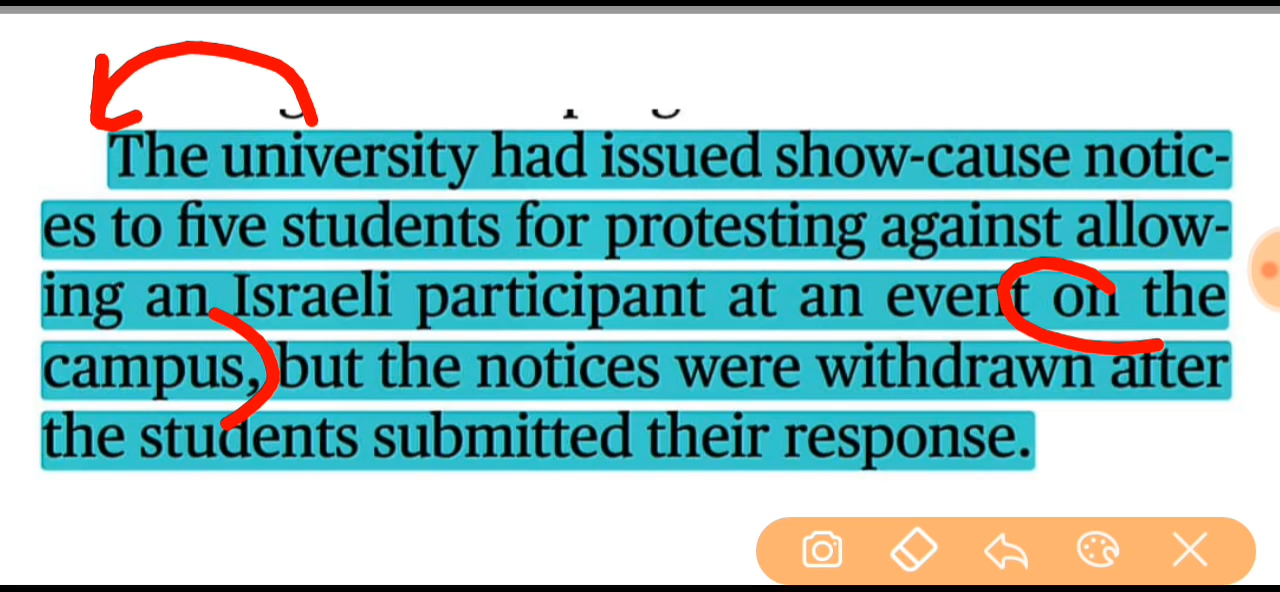 The university had issued show-cause notic-
es to five students for protesting against allow-
ing an Israeli participant at an event on the
campus, but the notices were withdrawn after
the students submitted their response.